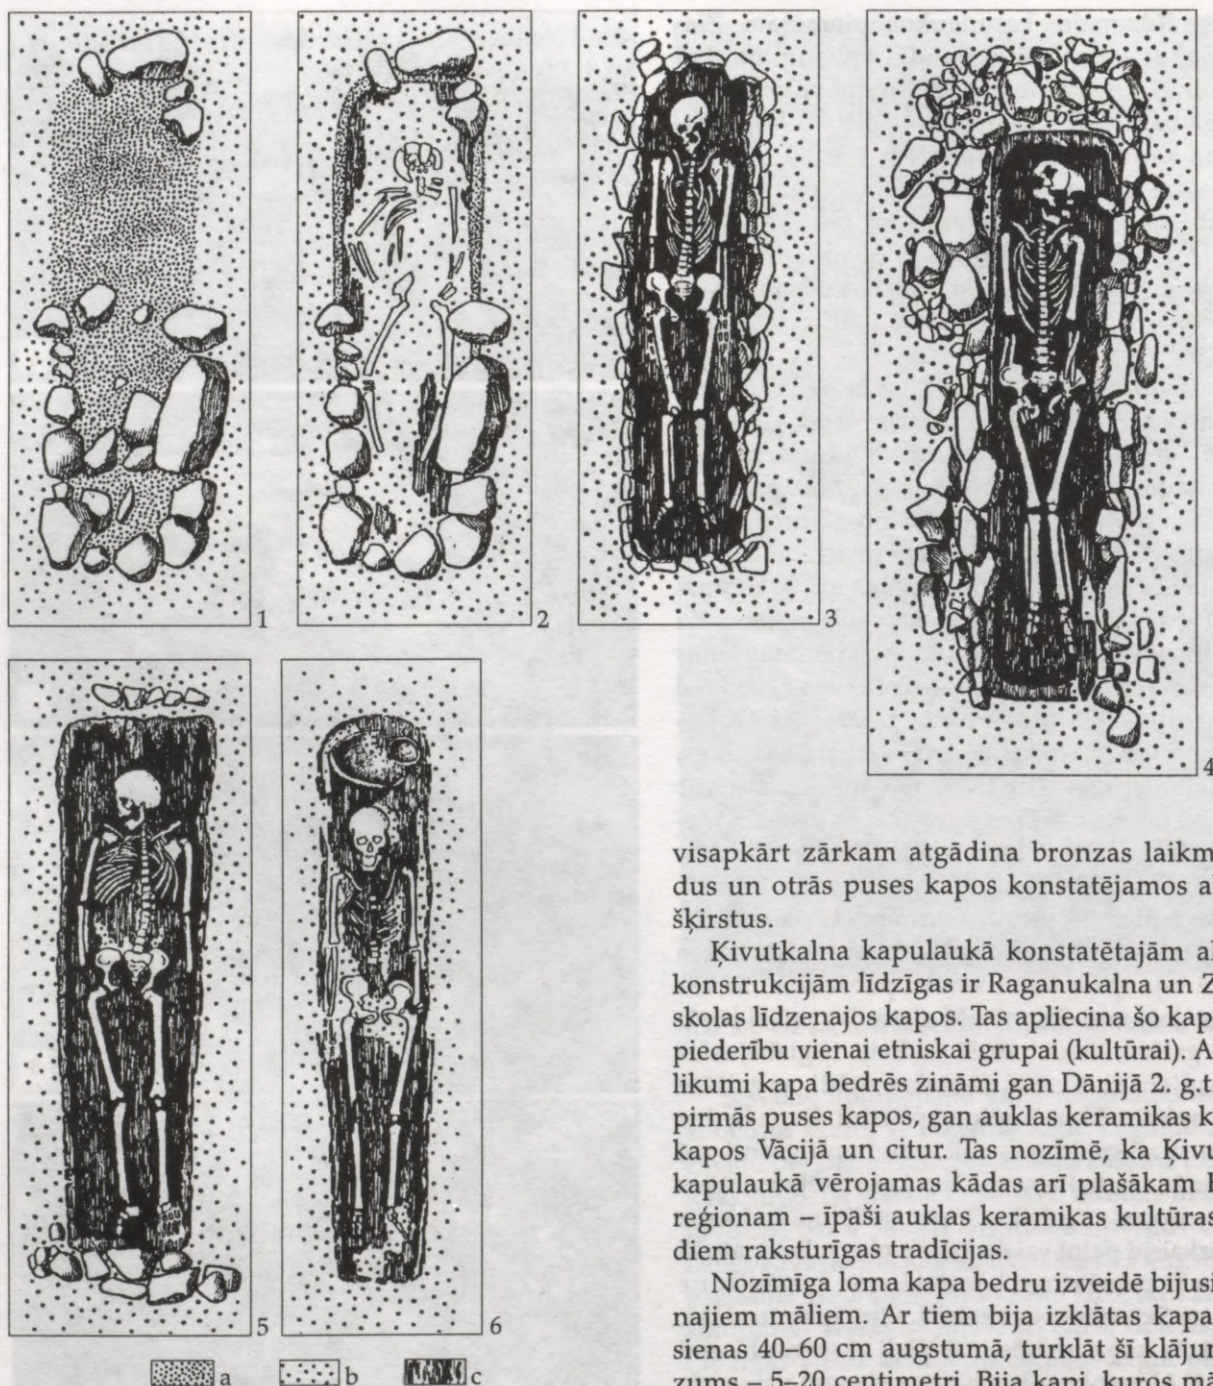 1
2
3
4
5
6
a
b
c
visapkārt zārkam atgādina bronzas laikm
dus un otrās puses kapos konstatējamos a
šķirstus.
Ķivutkalna kapulaukā konstatētajām a
konstrukcijām līdzīgas ir Raganukalna un Z
skolas līdzenajos kapos. Tas apliecina šo kap
piederību vienai etniskai grupai (kultūrai). A
likumi kapa bedrēs zināmi gan Dānijā 2. g.t.
pirmās puses kapos, gan auklas keramikas k
kapos Vācijā un citur. Tas nozīmē, ka Ķivu
kapulaukā vērojamas kādas arī plašākam
reģionam – īpaši auklas keramikas kultūras
diem raksturīgas tradīcijas.
Nozīmīga loma kapa bedru izveidē bijusi
najiem māliem. Ar tiem bija izklātas kapa
sienas 40–60 cm augstumā, turklāt šī klājum
zums – 5–20 centimetri. Bija kapi, kuros mā